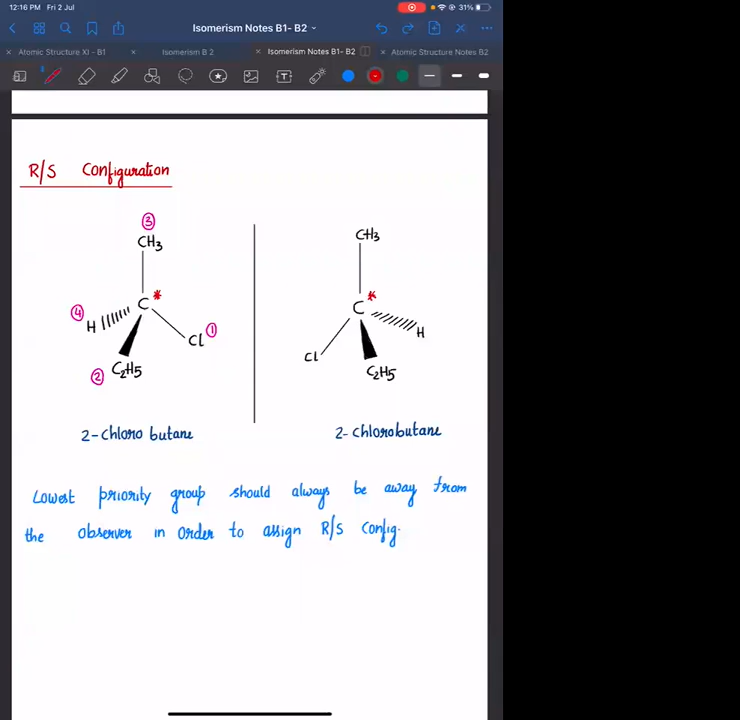 12:16 PM Fri 2 Jul
31%
Isomerism Notes B1- B2
Atomic Structure XI - B1
Isomerism B 2
Isomerism Notes B1- B2
Atomic Structure Notes B2
R/S Configuration
③
CH3
C*
④
H
Cl ①
② C2H5
2-Chloro butane
CH3
C*
H
Cl
C2H5
2- Chlorobutane
Lowest priority group should always be away from
the observer in order to assign R/S config.